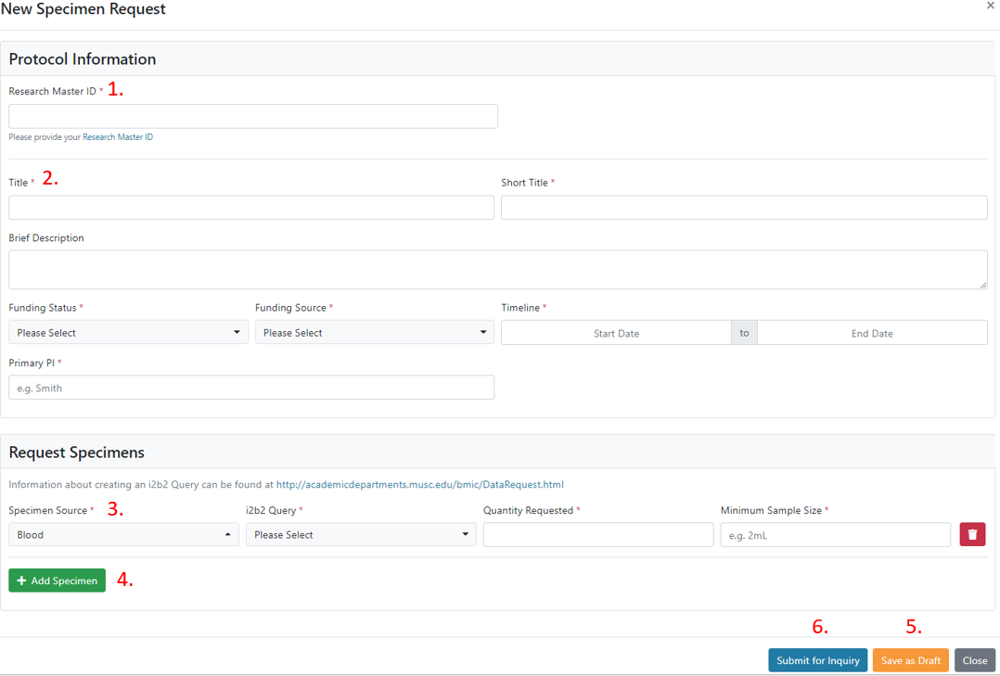 New Specimen Request ×
Protocol Information
Research Master ID * 1.
Please provide your Research Master ID
Title * 2. Short Title *
Brief Description
Funding Status * Funding Source * Timeline *
Please Select Please Select Start Date to End Date
Primary PI *
e.g. Smith
Request Specimens
Information about creating an i2b2 Query can be found at http://academicdepartments.musc.edu/bmic/DataRequest.html
Specimen Source * 3. i2b2 Query * Quantity Requested * Minimum Sample Size *
Blood Please Select e.g. 2mL
+ Add Specimen 4.
6. 5.
Submit for Inquiry Save as Draft Close